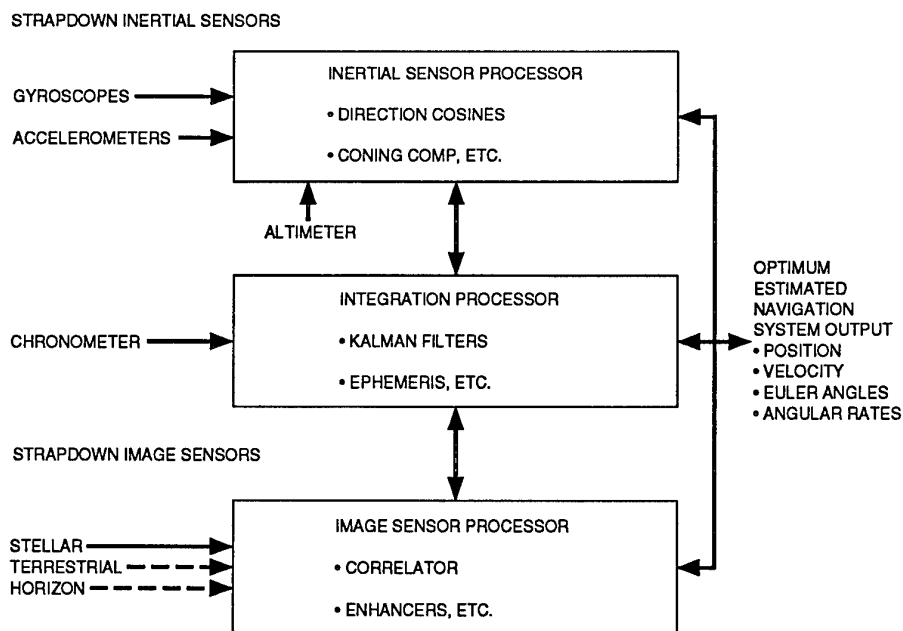 STRAPDOWN INERTIAL SENSORS
INERTIAL SENSOR PROCESSOR
GYROSCOPES
• DIRECTION COSINES
ACCELEROMETERS
• CONING COMP, ETC.
ALTIMETER
INTEGRATION PROCESSOR
CHRONOMETER
• KALMAN FILTERS
• EPHEMERIS, ETC.
OPTIMUM
ESTIMATED
NAVIGATION
SYSTEM OUTPUT
• POSITION
• VELOCITY
• EULER ANGLES
• ANGULAR RATES
STRAPDOWN IMAGE SENSORS
IMAGE SENSOR PROCESSOR
STELLAR
TERRESTRIAL
HORIZON
• CORRELATOR
• ENHANCERS, ETC.